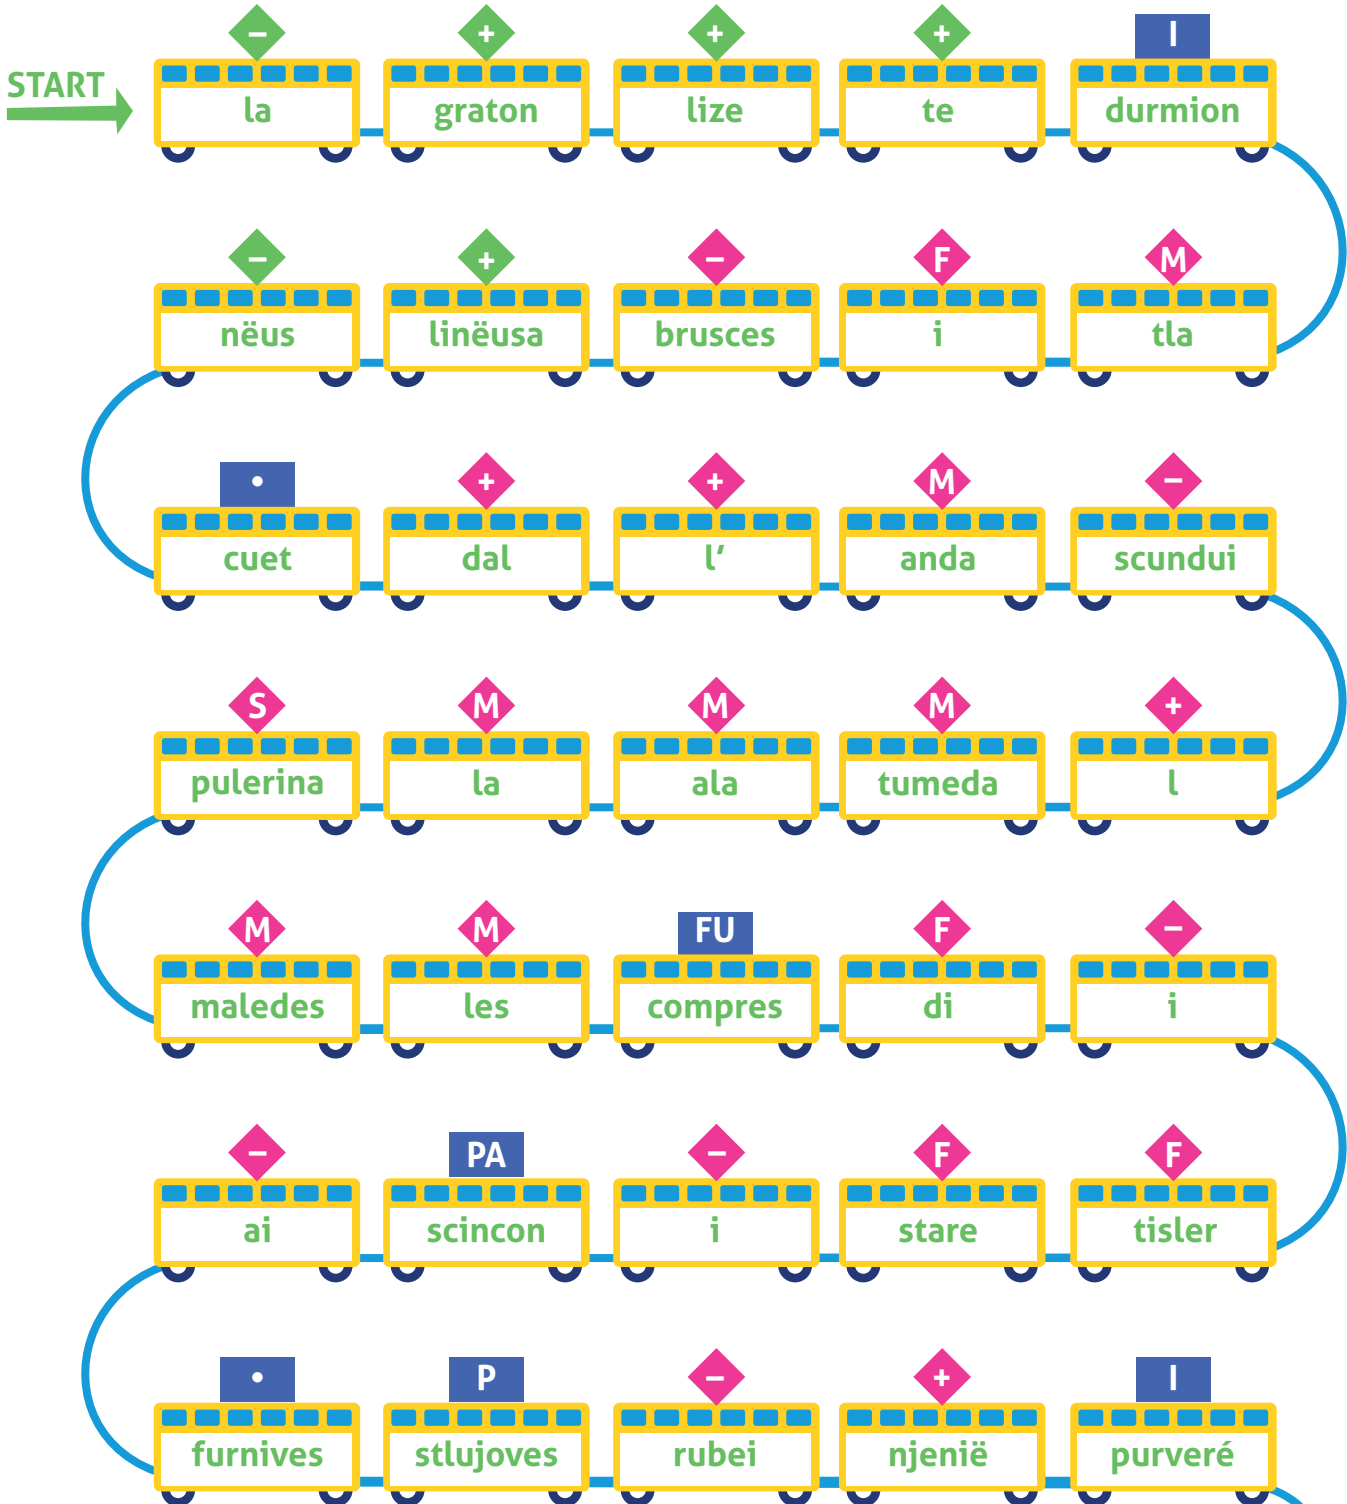 – + + + I
START la graton lize te durmion
– + – F M
nëus linëusa brusces i tla
• + + M –
cuet dal l’ anda scundui
S M M M +
pulerina la ala tumeda l
M M FU F –
maledes les compres di i
– PA – F F
ai scincon i stare tisler
• P – + I
furnives stlujoves rubei njenië purveré